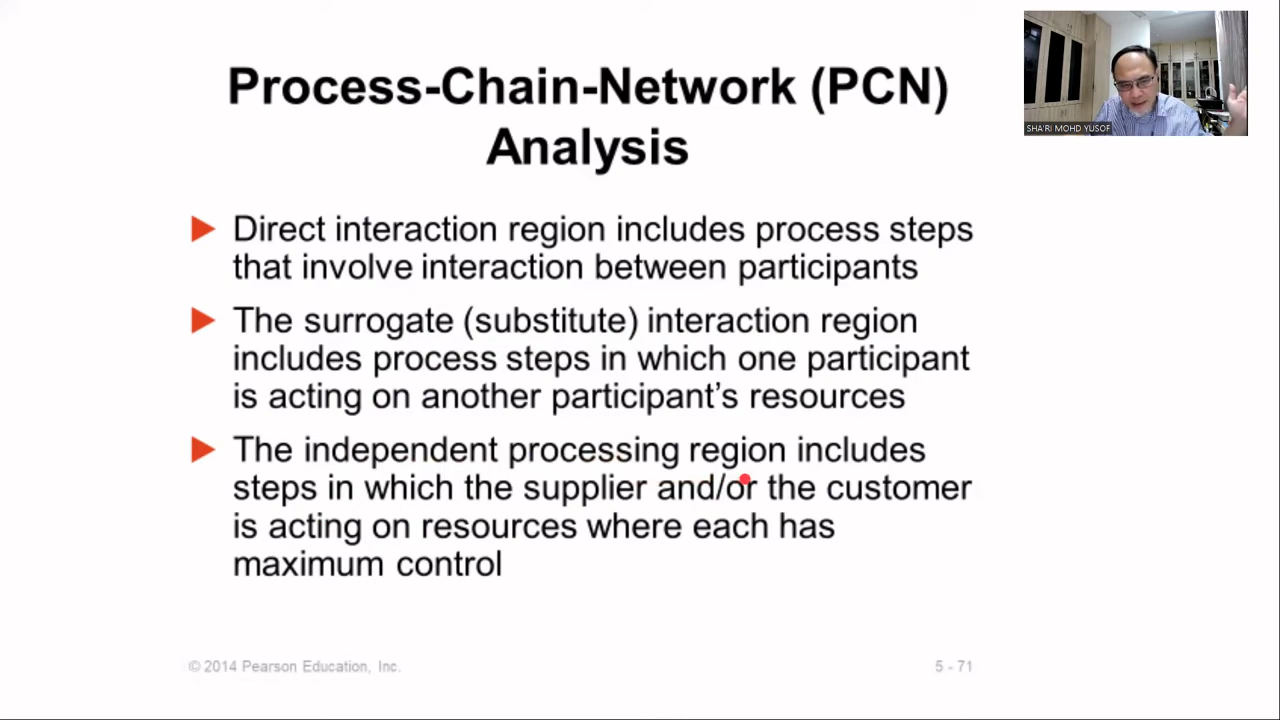 Process-Chain-Network (PCN)
Analysis
SHA'RI MOHD YUSOF
Direct interaction region includes process steps
that involve interaction between participants
The surrogate (substitute) interaction region
includes process steps in which one participant
is acting on another participant’s resources
The independent processing region includes
steps in which the supplier and/or the customer
is acting on resources where each has
maximum control
© 2014 Pearson Education, Inc.
5 - 71